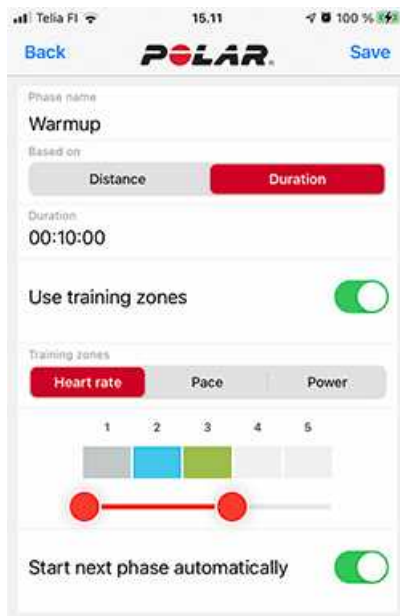 Telia FI 15.11 100 %
Back POLAR Save
Phase name
Warmup
Based on
Distance Duration
Duration
00:10:00
Use training zones
Training zones
Heart rate Pace Power
1 2 3 4 5
Start next phase automatically